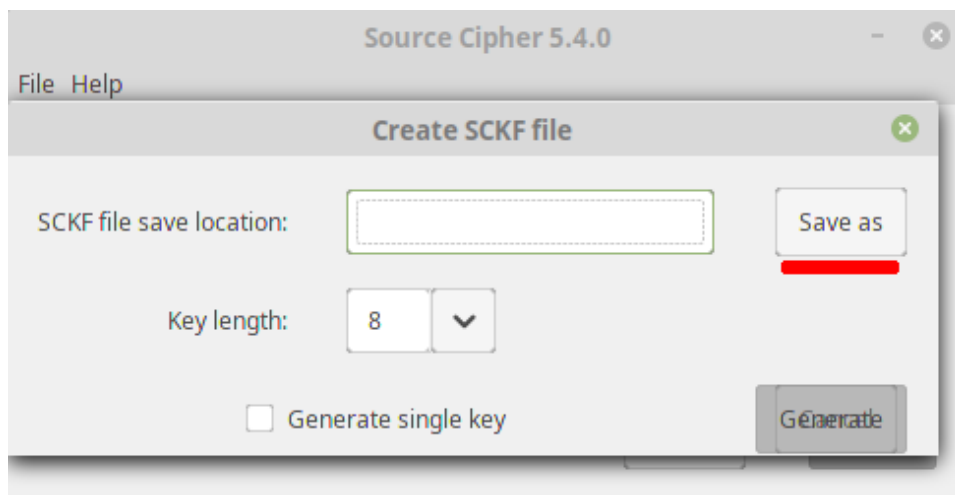 Source Cipher 5.4.0
File Help
Create SCKF file
SCKF file save location:
Save as
Key length:
8
Generate single key
Generate